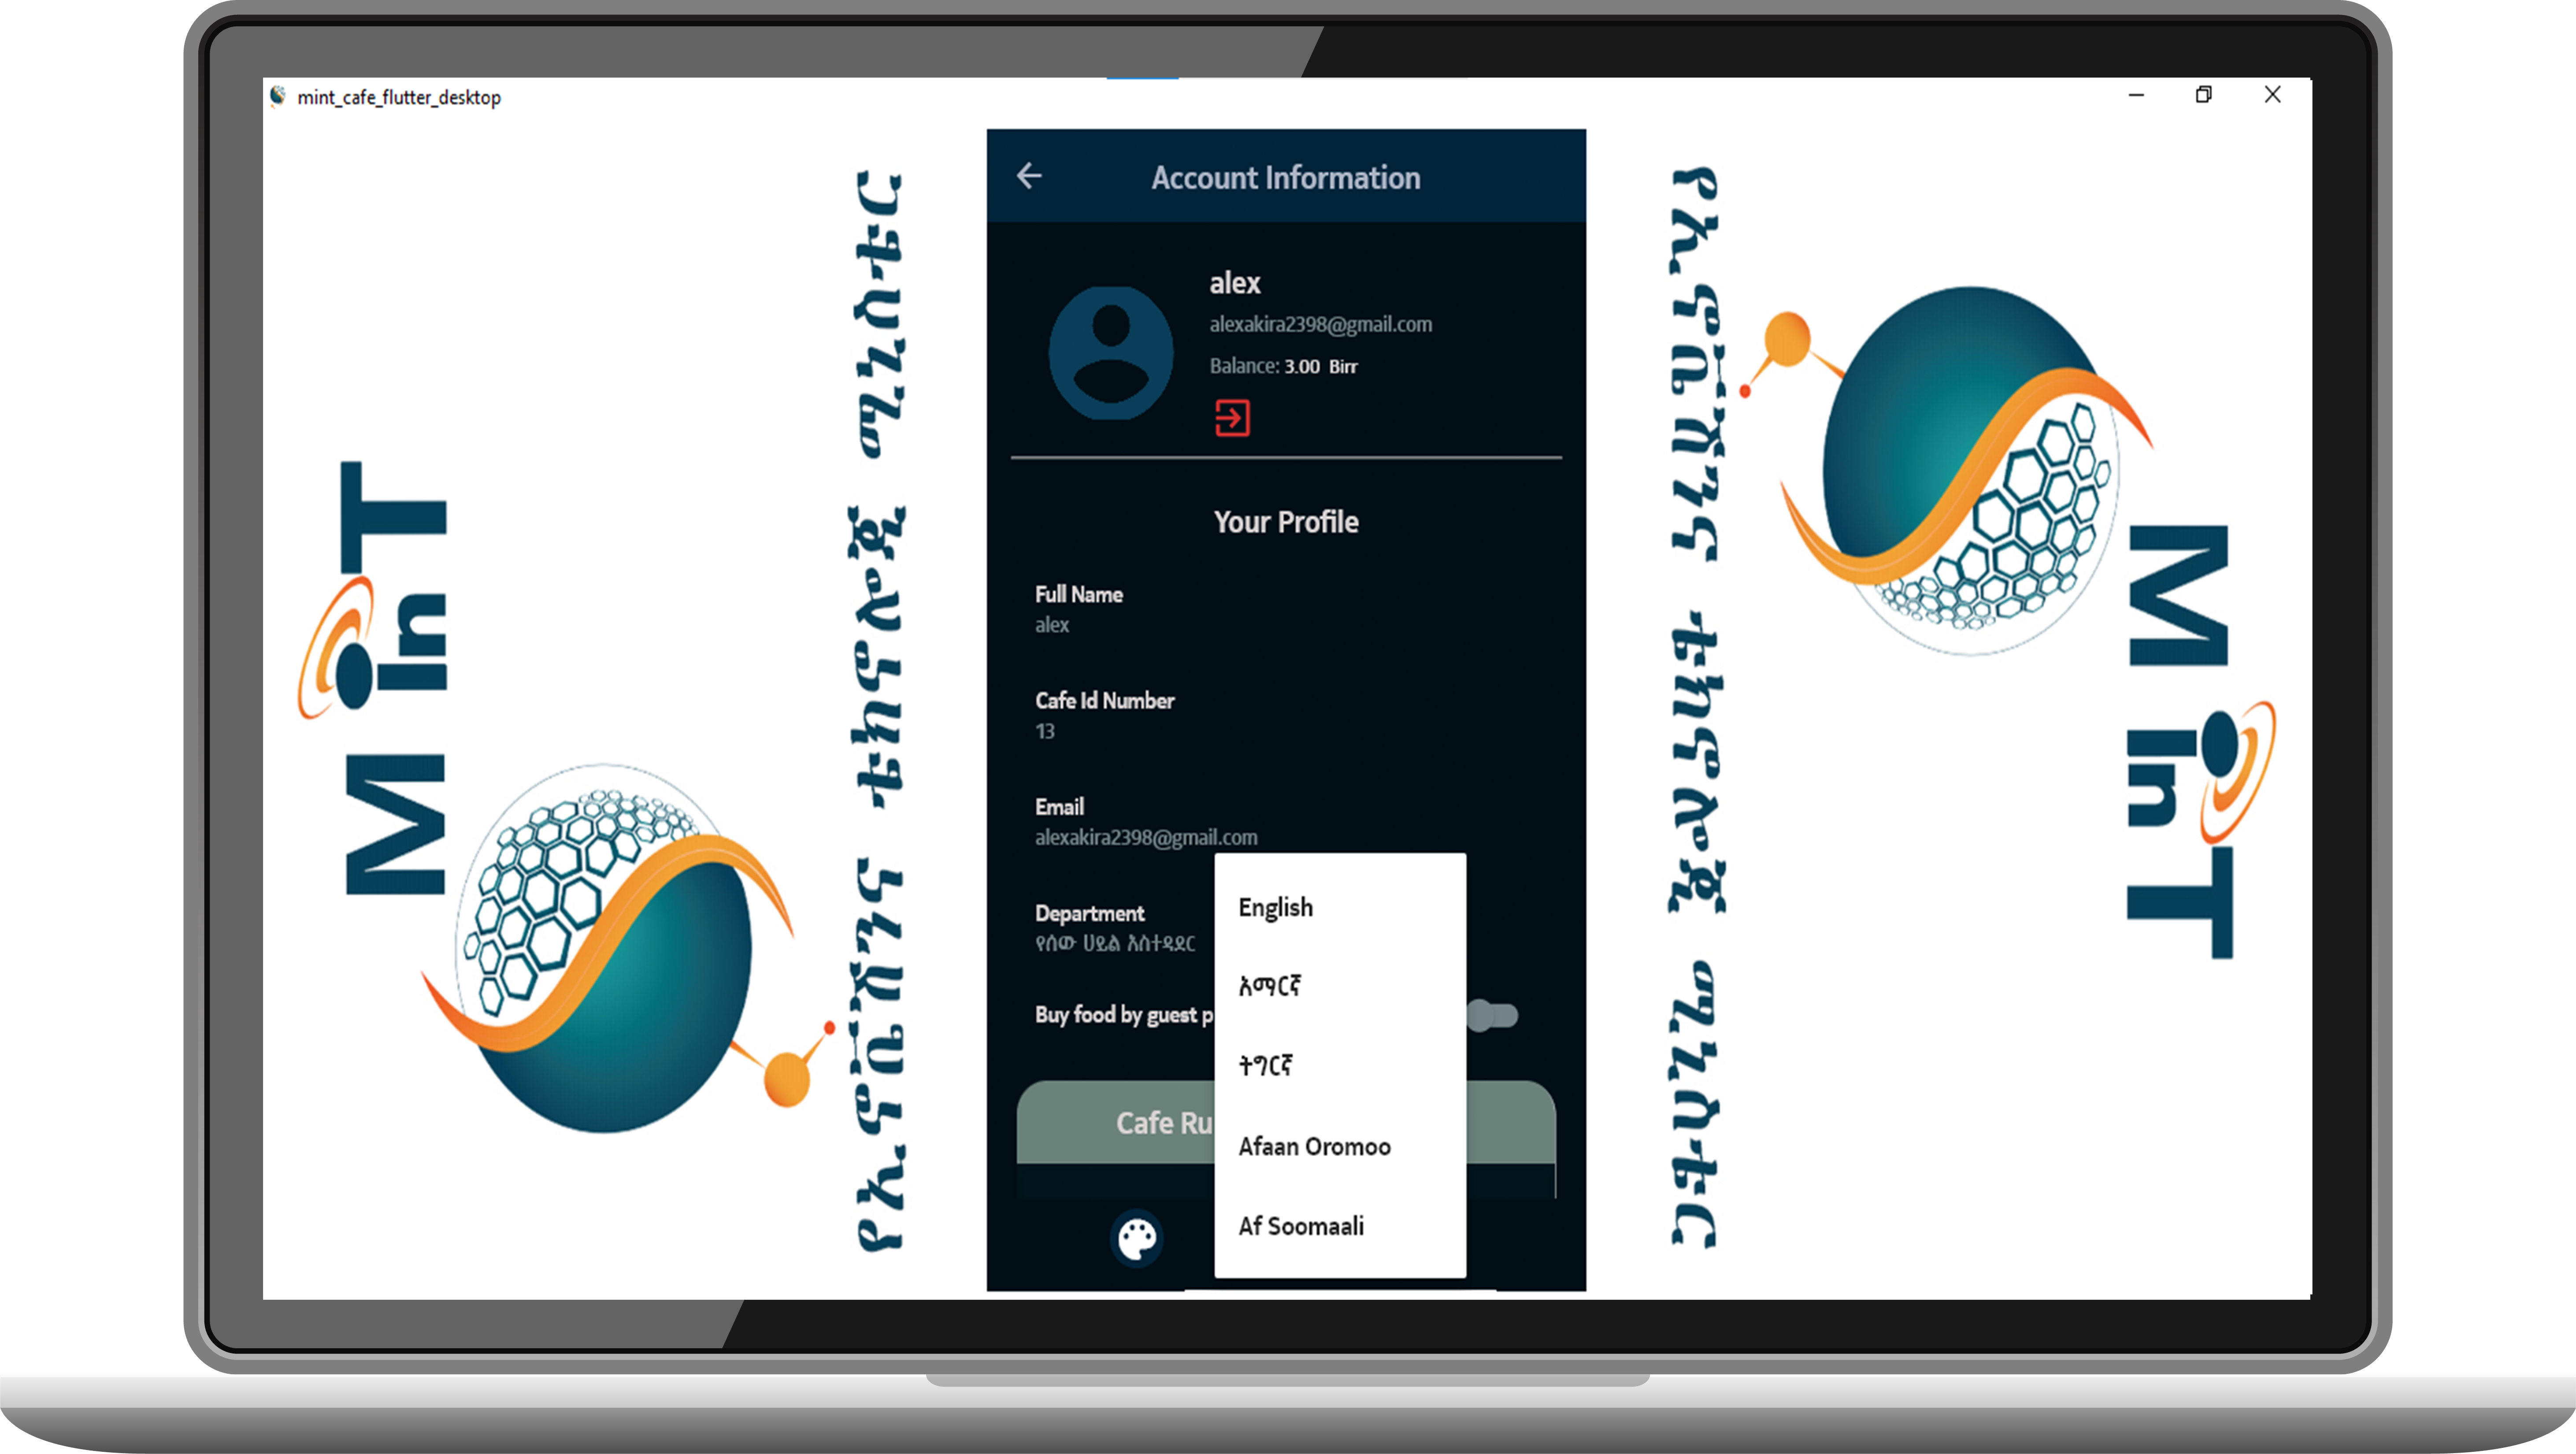 mint_cafe_flutter_desktop
MinT
የኢኖቬሽንና ቴክኖሎጂ ሚኒስቴር
Account Information
alex
alexakira2398@gmail.com
Balance: 3.00 Birr
Your Profile
Full Name
alex
Cafe Id Number
13
Email
alexakira2398@gmail.com
Department
የሰው ሀይል አስተዳደር
Buy food by guest p
Cafe Ru
English
አማርኛ
ትግርኛ
Afaan Oromoo
Af Soomaali
የኢኖቬሽንና ቴክኖሎጂ ሚኒስቴር
MinT